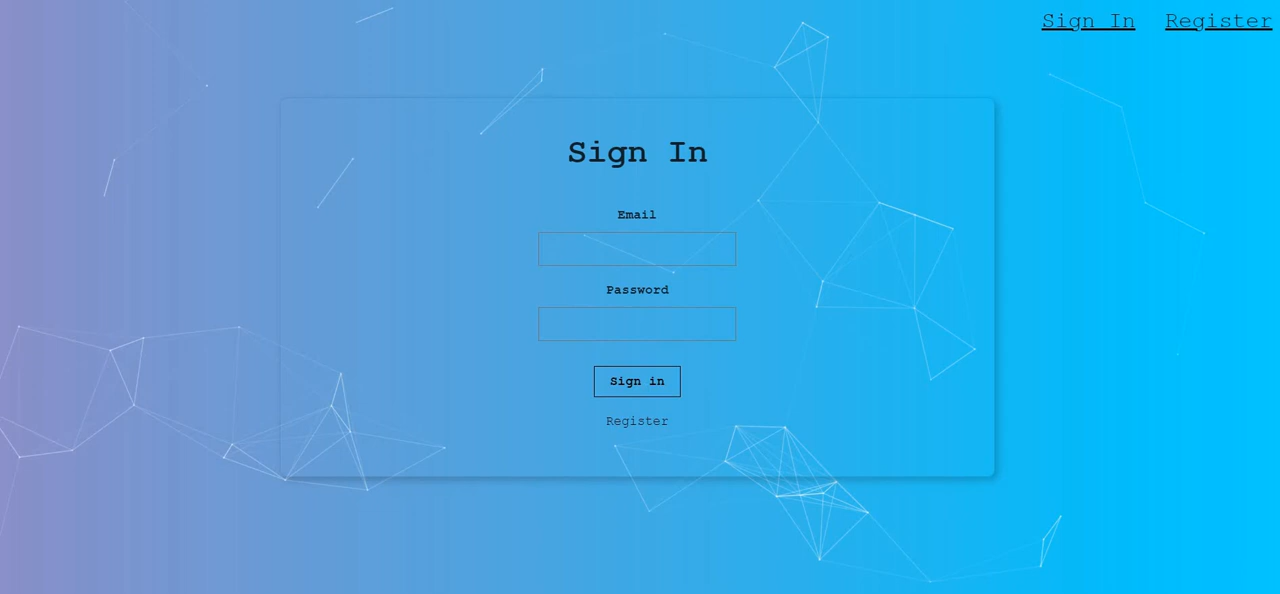 Sign In Register
Sign In
Email
Password
Sign in
Register